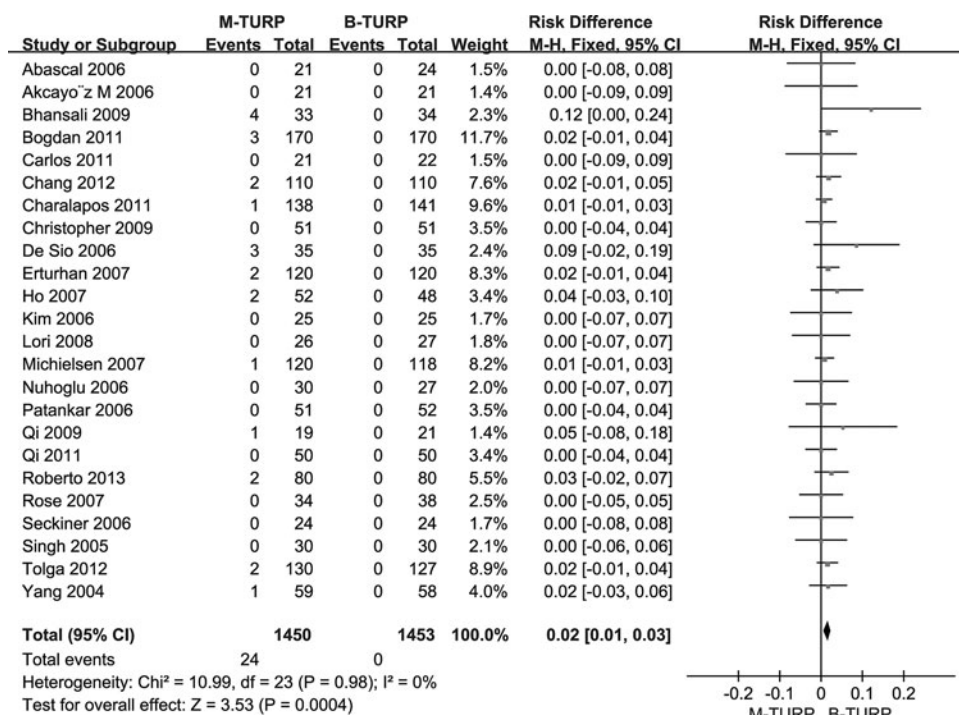 M-TURP B-TURP Risk Difference Risk Difference
Study or Subgroup Events Total Events Total Weight M-H, Fixed, 95% CI M-H, Fixed, 95% CI
Abascal 2006 0 21 0 24 1.5% 0.00 [-0.08, 0.08]
Akcayo¨z M 2006 0 21 0 21 1.4% 0.00 [-0.09, 0.09]
Bhansali 2009 4 33 0 34 2.3% 0.12 [0.00, 0.24]
Bogdan 2011 3 170 0 170 11.7% 0.02 [-0.01, 0.04]
Carlos 2011 0 21 0 22 1.5% 0.00 [-0.09, 0.09]
Chang 2012 2 110 0 110 7.6% 0.02 [-0.01, 0.05]
Charalapos 2011 1 138 0 141 9.6% 0.01 [-0.01, 0.03]
Christopher 2009 0 51 0 51 3.5% 0.00 [-0.04, 0.04]
De Sio 2006 3 35 0 35 2.4% 0.09 [-0.02, 0.19]
Erturhan 2007 2 120 0 120 8.3% 0.02 [-0.01, 0.04]
Ho 2007 2 52 0 48 3.4% 0.04 [-0.03, 0.10]
Kim 2006 0 25 0 25 1.7% 0.00 [-0.07, 0.07]
Lori 2008 0 26 0 27 1.8% 0.00 [-0.07, 0.07]
Michielsen 2007 1 120 0 118 8.2% 0.01 [-0.01, 0.03]
Nuhoglu 2006 0 30 0 27 2.0% 0.00 [-0.07, 0.07]
Patankar 2006 0 51 0 52 3.5% 0.00 [-0.04, 0.04]
Qi 2009 1 19 0 21 1.4% 0.05 [-0.08, 0.18]
Qi 2011 0 50 0 50 3.4% 0.00 [-0.04, 0.04]
Roberto 2013 2 80 0 80 5.5% 0.03 [-0.02, 0.07]
Rose 2007 0 34 0 38 2.5% 0.00 [-0.05, 0.05]
Seckiner 2006 0 24 0 24 1.7% 0.00 [-0.08, 0.08]
Singh 2005 0 30 0 30 2.1% 0.00 [-0.06, 0.06]
Tolga 2012 2 130 0 127 8.9% 0.02 [-0.01, 0.04]
Yang 2004 1 59 0 58 4.0% 0.02 [-0.03, 0.06]
Total (95% CI) 1450 1453 100.0% 0.02 [0.01, 0.03]
Total events 24 0
Heterogeneity: Chi² = 10.99, df = 23 (P = 0.98); I² = 0%
Test for overall effect: Z = 3.53 (P = 0.0004)
-0.2 -0.1 0 0.1 0.2
M-TURP B-TURP